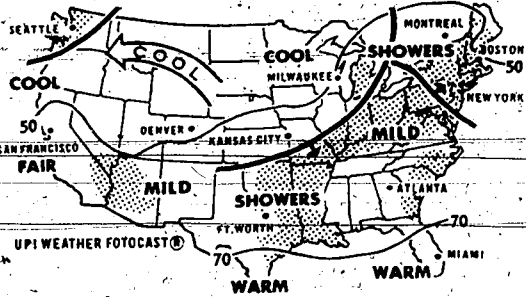 MONTREAL
SEATTLE
COOL
COOL
SHOWERS
BOSTON
50
MILWAUKEE
COOL
NEW YORK
50
DENVER
KANSAS CITY
MILD
SAN FRANCISCO
FAIR
MILD
SHOWERS
ATLANTA
FT. WORTH
70
UPI WEATHER FOTOCAST®
70
MIAMI
WARM
WARM